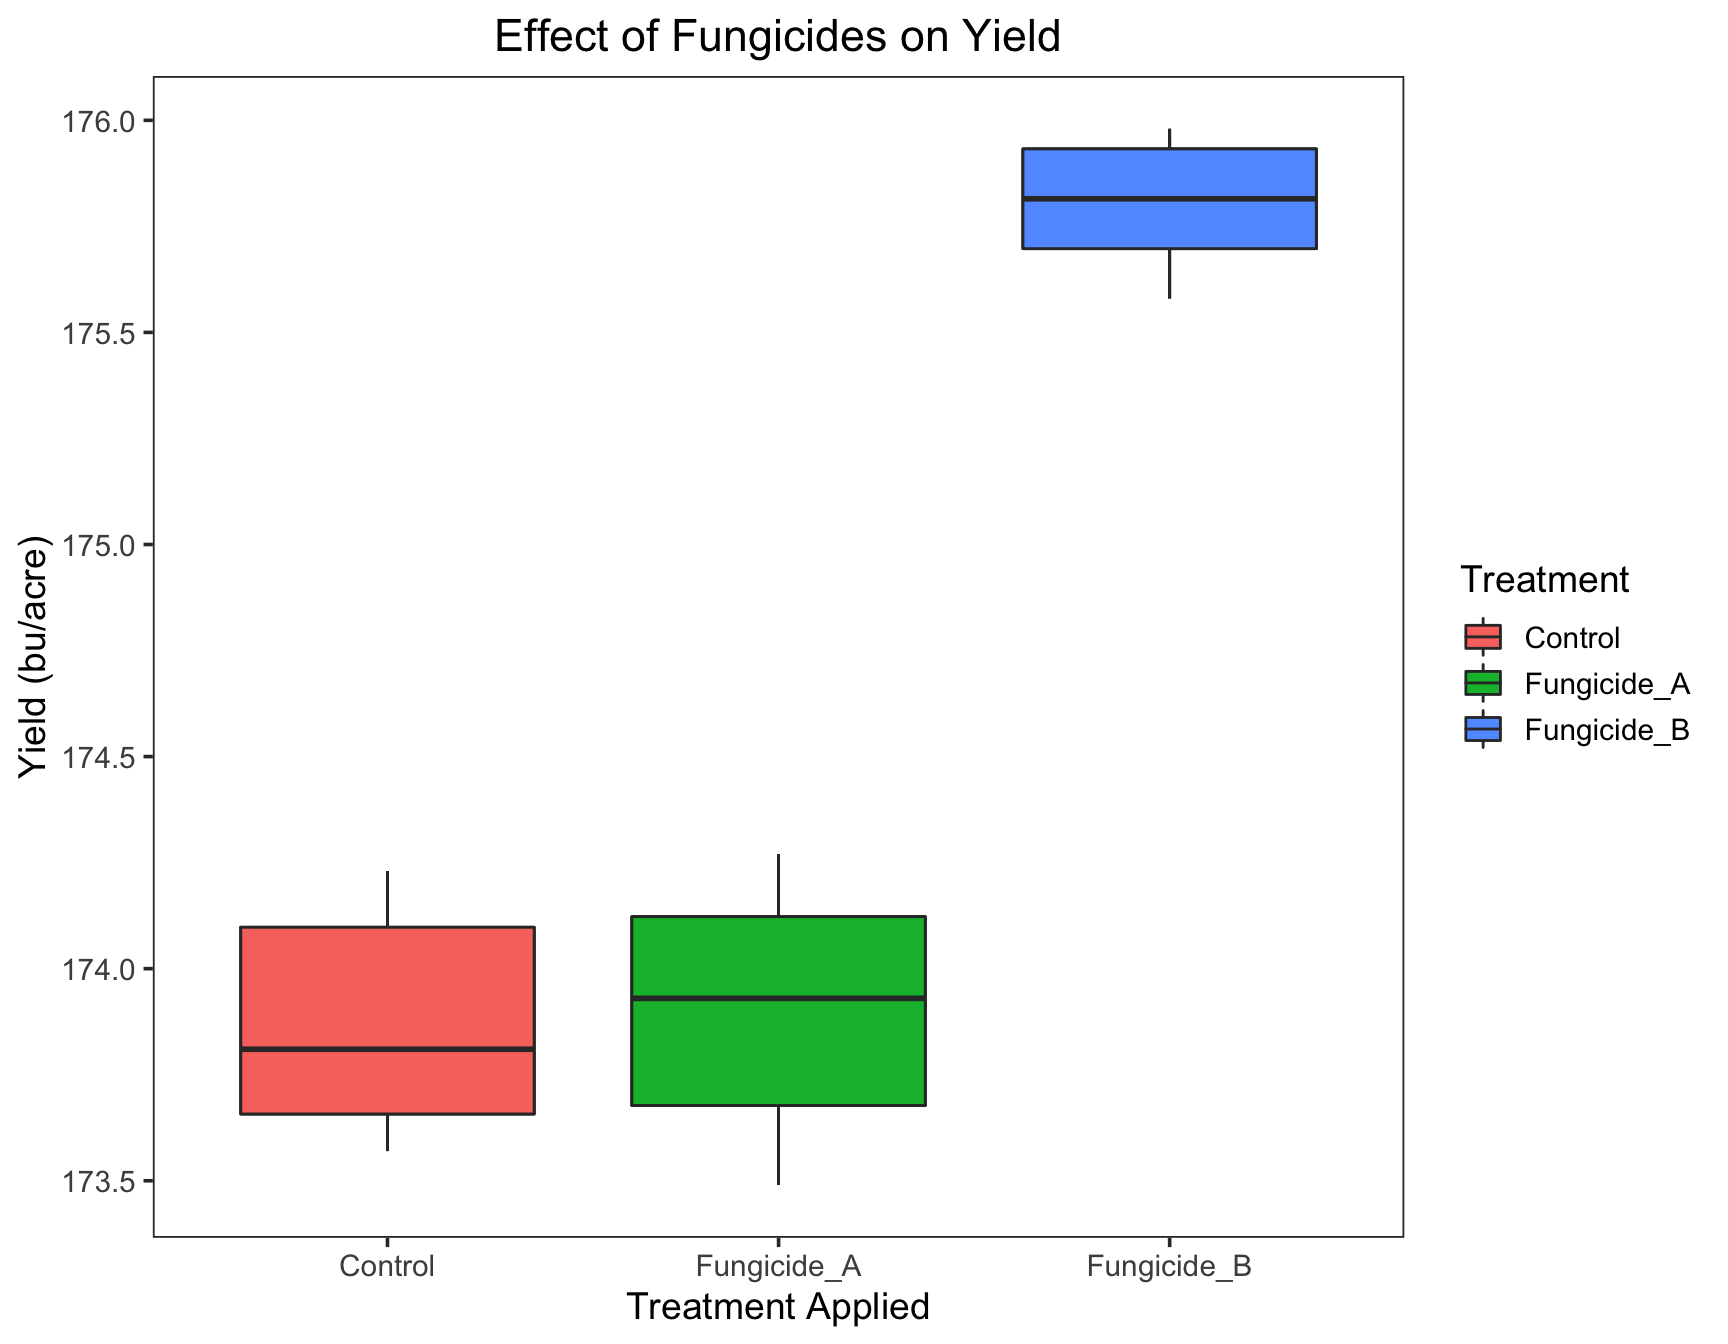 Effect of Fungicides on Yield
176.0
175.5
175.0
174.5
174.0
173.5
Yield (bu/acre)
Control
Fungicide_A
Fungicide_B
Treatment Applied
Treatment
Control
Fungicide_A
Fungicide_B